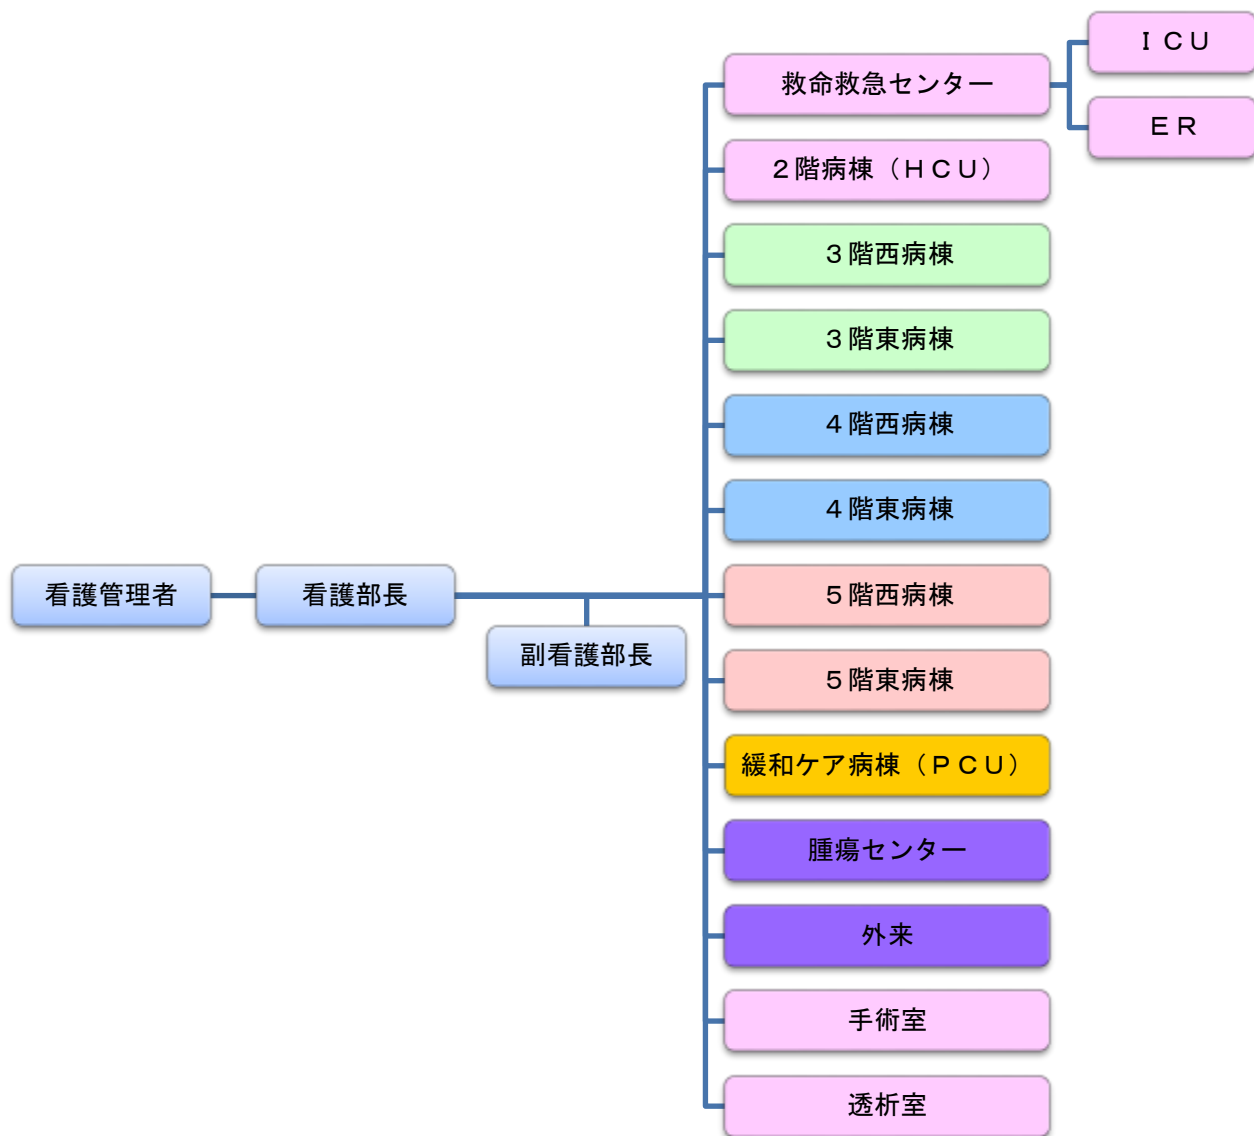 ＩＣＵ
救命救急センター
ＥＲ
２階病棟（ＨＣＵ）
３階西病棟
３階東病棟
４階西病棟
４階東病棟
看護管理者
看護部長
５階西病棟
副看護部長
５階東病棟
緩和ケア病棟（ＰＣＵ）
腫瘍センター
外来
手術室
透析室